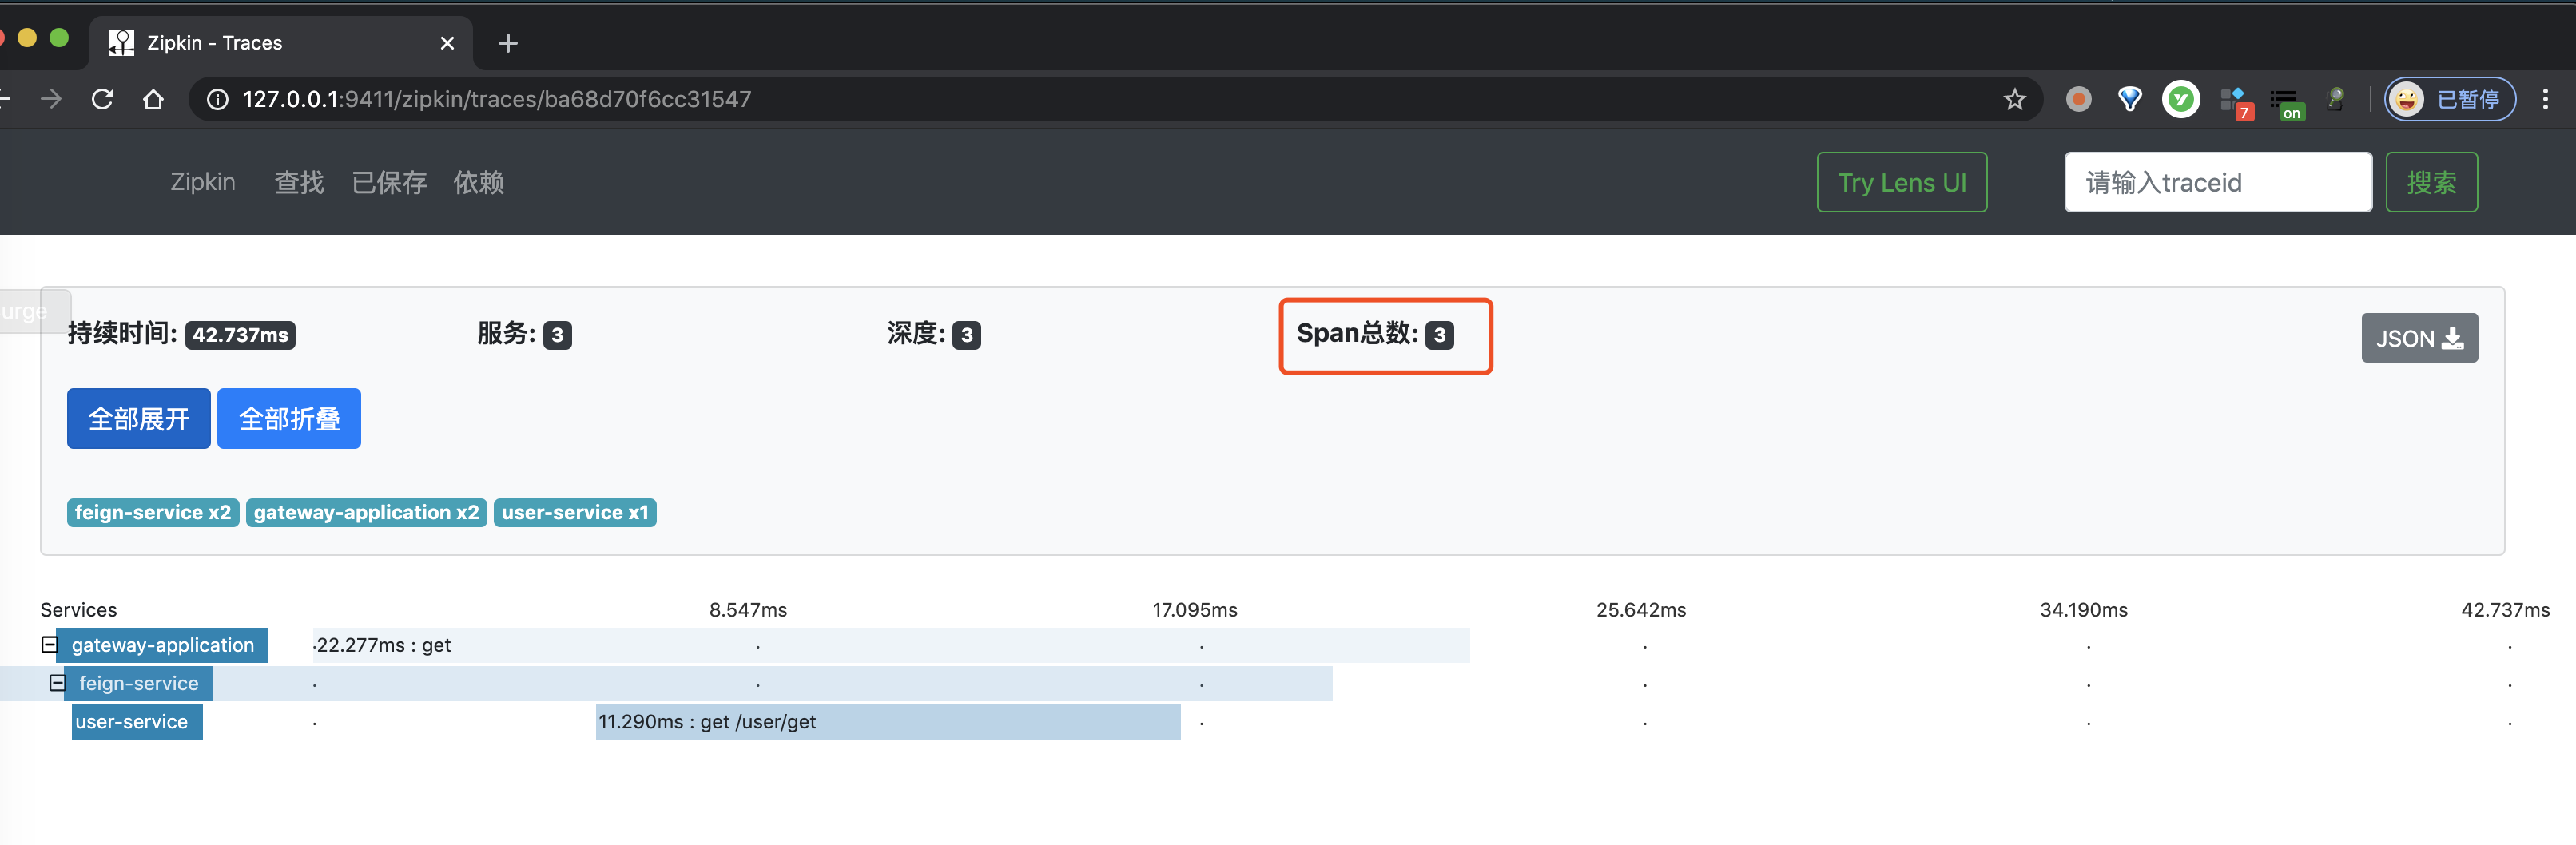 Zipkin - Traces
127.0.0.1:9411/zipkin/traces/ba68d70f6cc31547
7
on
已暂停
Zipkin 查找 已保存 依赖
Try Lens UI
请输入traceid
搜索
urge
持续时间: 42.737ms 服务: 3 深度: 3 Span总数: 3
JSON
全部展开 全部折叠
feign-service x2 gateway-application x2 user-service x1
Services 8.547ms 17.095ms 25.642ms 34.190ms 42.737ms
gateway-application ·22.277ms : get
feign-service
user-service 11.290ms : get /user/get